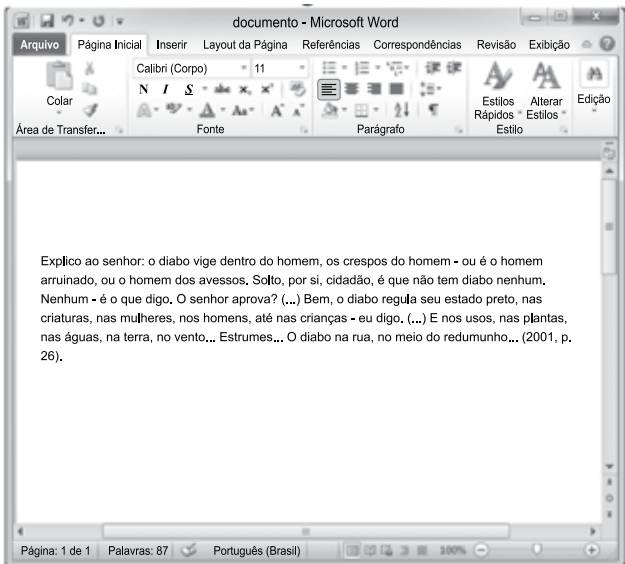 documento - Microsoft Word
Arquivo Página Inicial Inserir Layout da Página Referências Correspondências Revisão Exibição
Calibri (Corpo) 11
N I S abc x, x²
Aa A A
Colar
Estilos Rápidos
Alterar Estilos
Edição
Área de Transfer... Fonte Parágrafo Estilo
Explico ao senhor: o diabo vige dentro do homem, os crespos do homem - ou é o homem
arruinado, ou o homem dos avessos. Solto, por si, cidadão, é que não tem diabo nenhum.
Nenhum - é o que digo. O senhor aprova? (...) Bem, o diabo regula seu estado preto, nas
criaturas, nas mulheres, nos homens, até nas crianças - eu digo. (...) E nos usos, nas plantas,
nas águas, na terra, no vento... Estrumes... O diabo na rua, no meio do redumunho... (2001, p.
26).
Página: 1 de 1 Palavras: 87 Português (Brasil) 100%